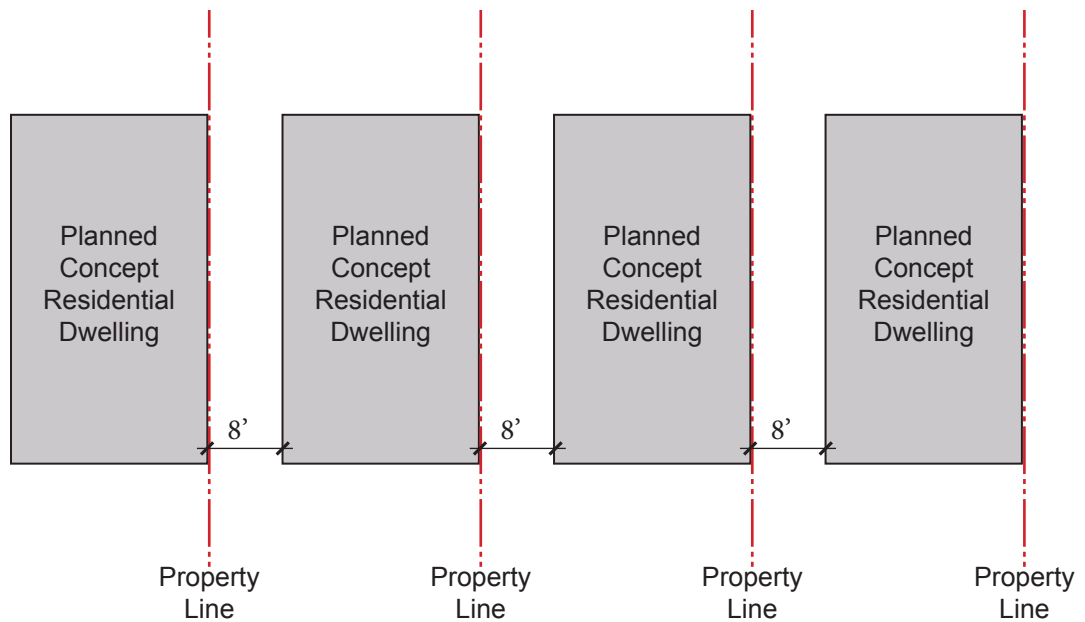 Planned
Concept
Residential
Dwelling
Planned
Concept
Residential
Dwelling
Planned
Concept
Residential
Dwelling
Planned
Concept
Residential
Dwelling
8’
8’
8’
Property
Line
Property
Line
Property
Line
Property
Line